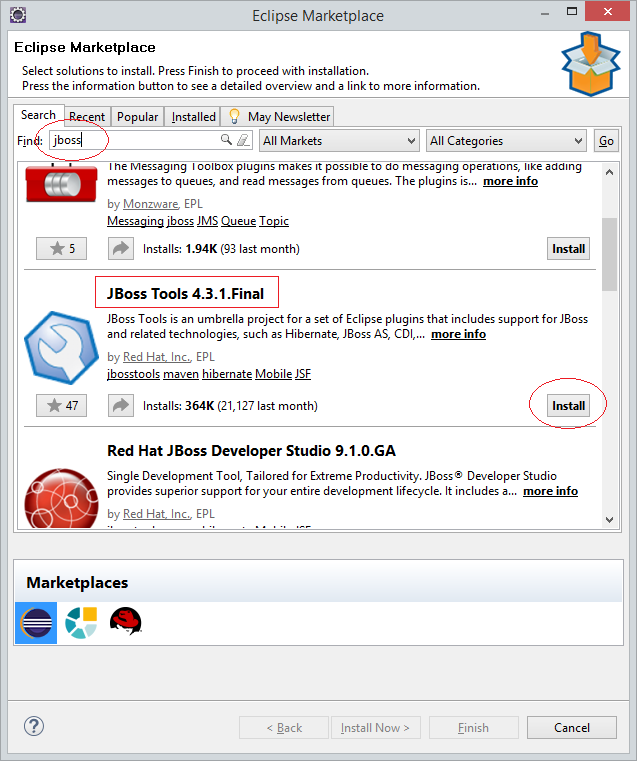 Eclipse Marketplace
Eclipse Marketplace
Select solutions to install. Press Finish to proceed with installation.
Press the information button to see a detailed overview and a link to more information.
Search Recent Popular Installed May Newsletter
Find: jboss All Markets All Categories Go
The Messaging Toolbox plugins makes it possible to do messaging operations, like adding
messages to queues, and read messages from queues. The plugins is... more info
by Monzware, EPL
Messaging jboss JMS Queue Topic
5 Installs: 1.94K (93 last month) Install
JBoss Tools 4.3.1.Final
JBoss Tools is an umbrella project for a set of Eclipse plugins that includes support for JBoss
and related technologies, such as Hibernate, JBoss AS, CDI,... more info
by Red Hat, Inc., EPL
jbosstools maven hibernate Mobile JSF
47 Installs: 364K (21,127 last month) Install
Red Hat JBoss Developer Studio 9.1.0.GA
Single Development Tool, Tailored for Extreme Productivity. JBoss® Developer Studio
provides superior support for your entire development lifecycle. It includes a... more info
by Red Hat, Inc., EPL
Marketplaces
? < Back Install Now > Finish Cancel